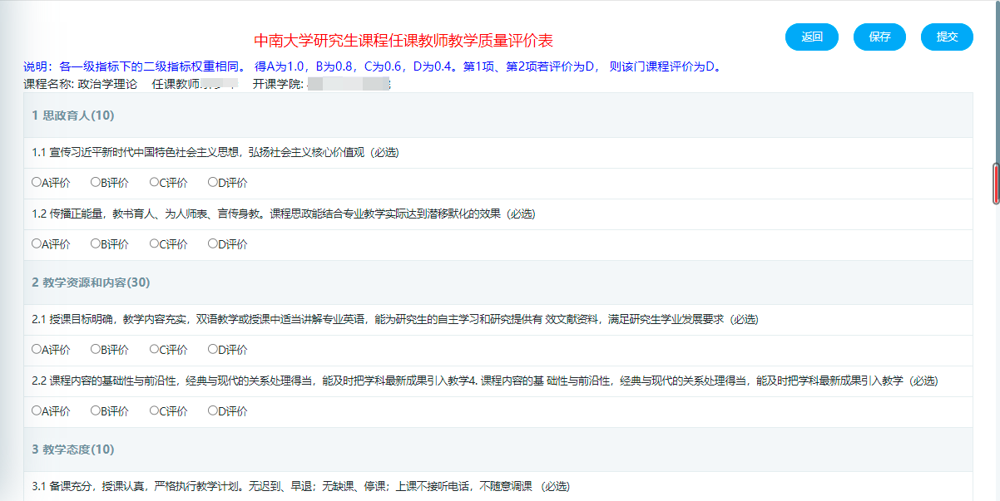 中南大学研究生课程任课教师教学质量评价表
返回 保存 提交
说明：各一级指标下的二级指标权重相同。 得A为1.0，B为0.8，C为0.6，D为0.4。第1项、第2项若评价为D， 则该门课程评价为D。
课程名称: 政治学理论 任课教师 开课学院:
1 思政育人(10)
1.1 宣传习近平新时代中国特色社会主义思想，弘扬社会主义核心价值观（必选）
A评价 B评价 C评价 D评价
1.2 传播正能量，教书育人、为人师表、言传身教。课程思政能结合专业教学实际达到潜移默化的效果（必选）
A评价 B评价 C评价 D评价
2 教学资源和内容(30)
2.1 授课目标明确，教学内容充实，双语教学或授课中适当讲解专业英语，能为研究生的自主学习和研究提供有 效文献资料，满足研究生学业发展要求（必选）
A评价 B评价 C评价 D评价
2.2 课程内容的基础性与前沿性，经典与现代的关系处理得当，能及时把学科最新成果引入教学4. 课程内容的基 础性与前沿性，经典与现代的关系处理得当，能及时把学科最新成果引入教学（必选）
A评价 B评价 C评价 D评价
3 教学态度(10)
3.1 备课充分，授课认真，严格执行教学计划。无迟到、早退；无缺课、停课；上课不接听电话，不随意调课 （必选）